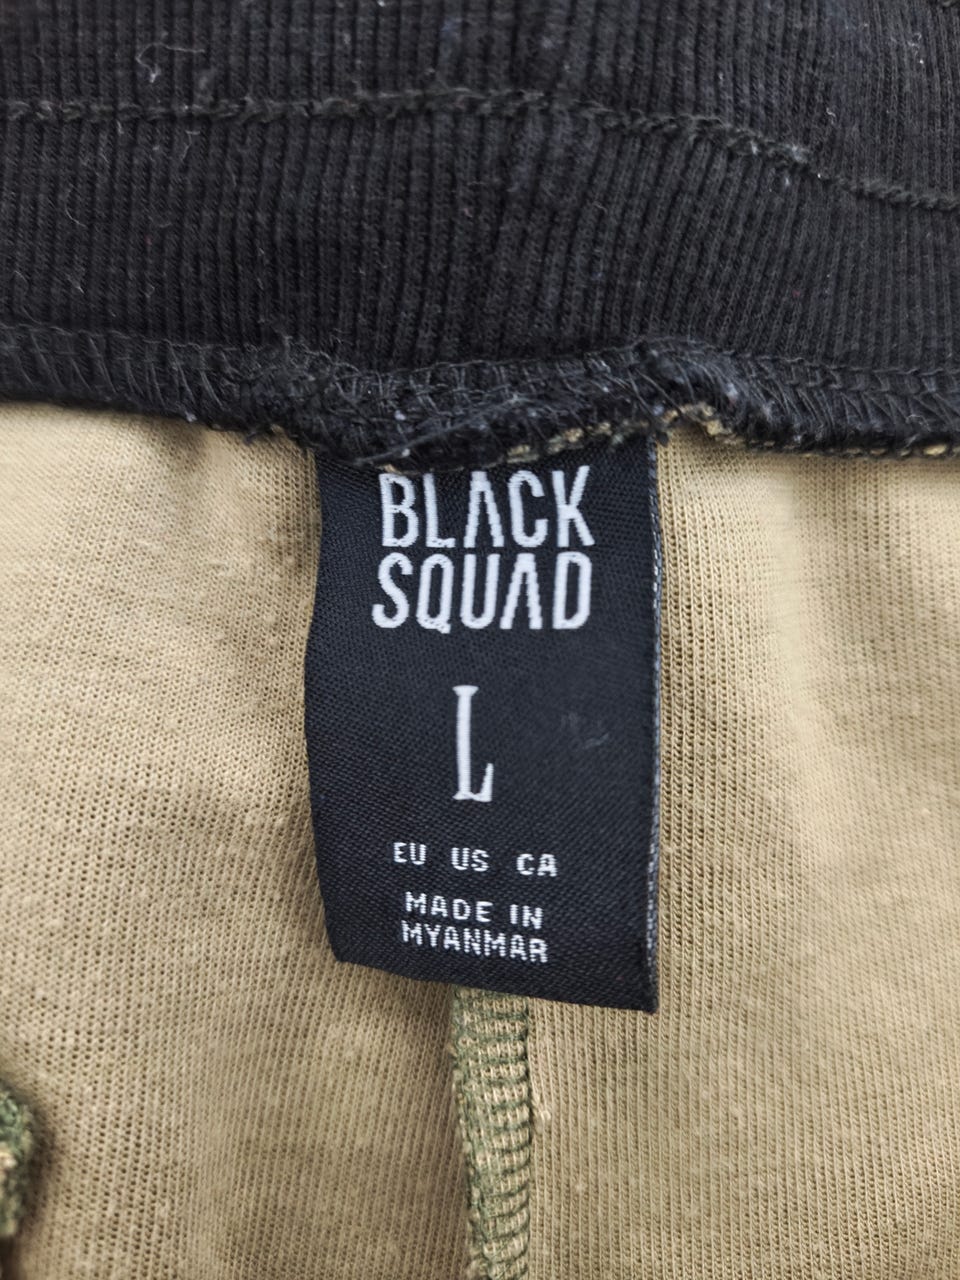 BLACK
SQUAD
L
EU US CA
MADE IN
MYANMAR